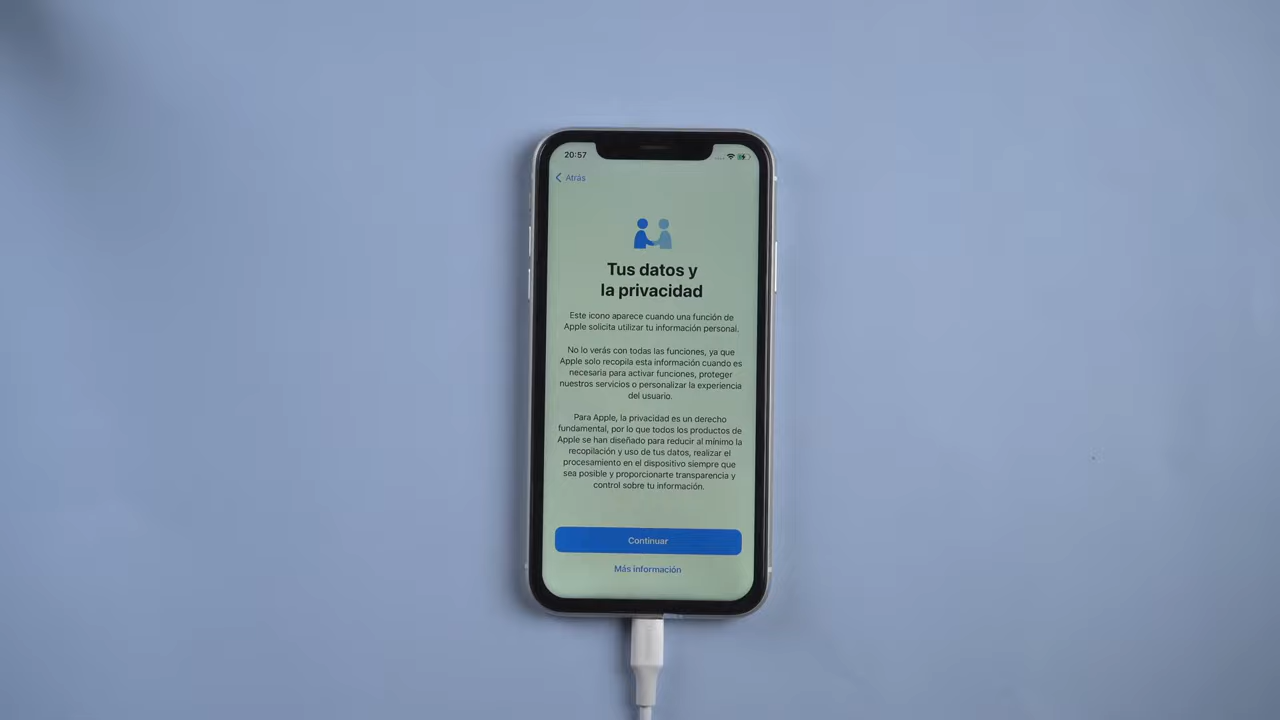 20:57
Atrás
Tus datos y
la privacidad
Este icono aparece cuando una función de
Apple solicita utilizar tu información personal.
No lo verás con todas las funciones, ya que
Apple solo recopila esta información cuando es
necesaria para activar funciones, proteger
nuestros servicios o personalizar la experiencia
del usuario.
Para Apple, la privacidad es un derecho
fundamental, por lo que todos los productos de
Apple se han diseñado para reducir al mínimo la
recopilación y uso de tus datos, realizar el
procesamiento en el dispositivo siempre que
sea posible y proporcionarte transparencia y
control sobre tu información.
Continuar
Más información